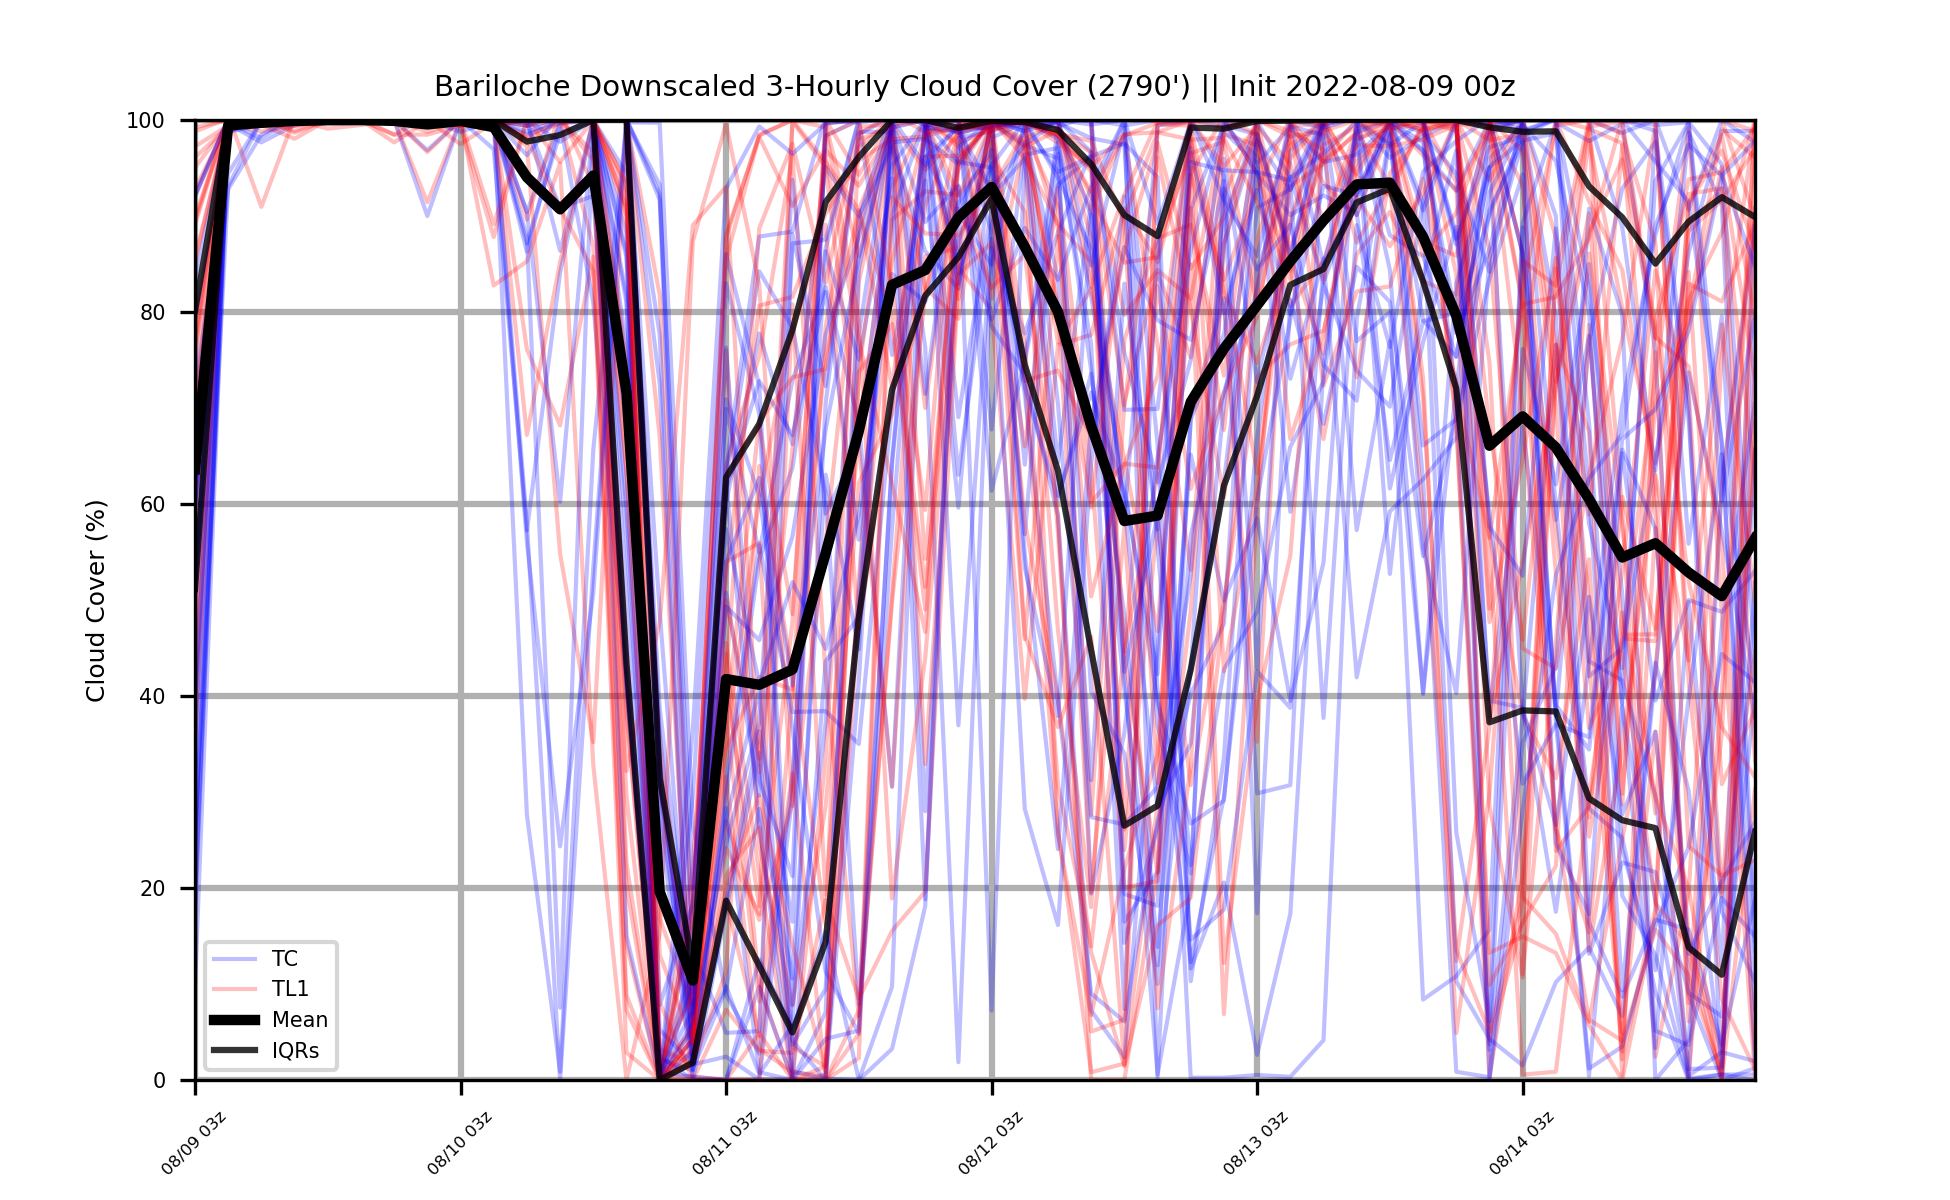 Bariloche Downscaled 3-Hourly Cloud Cover (2790') || Init 2022-08-09 00z
Cloud Cover (%)
100
80
60
40
20
0
TC
TL1
Mean
IQRs
08/09 03z
08/10 03z
08/11 03z
08/12 03z
08/13 03z
08/14 03z